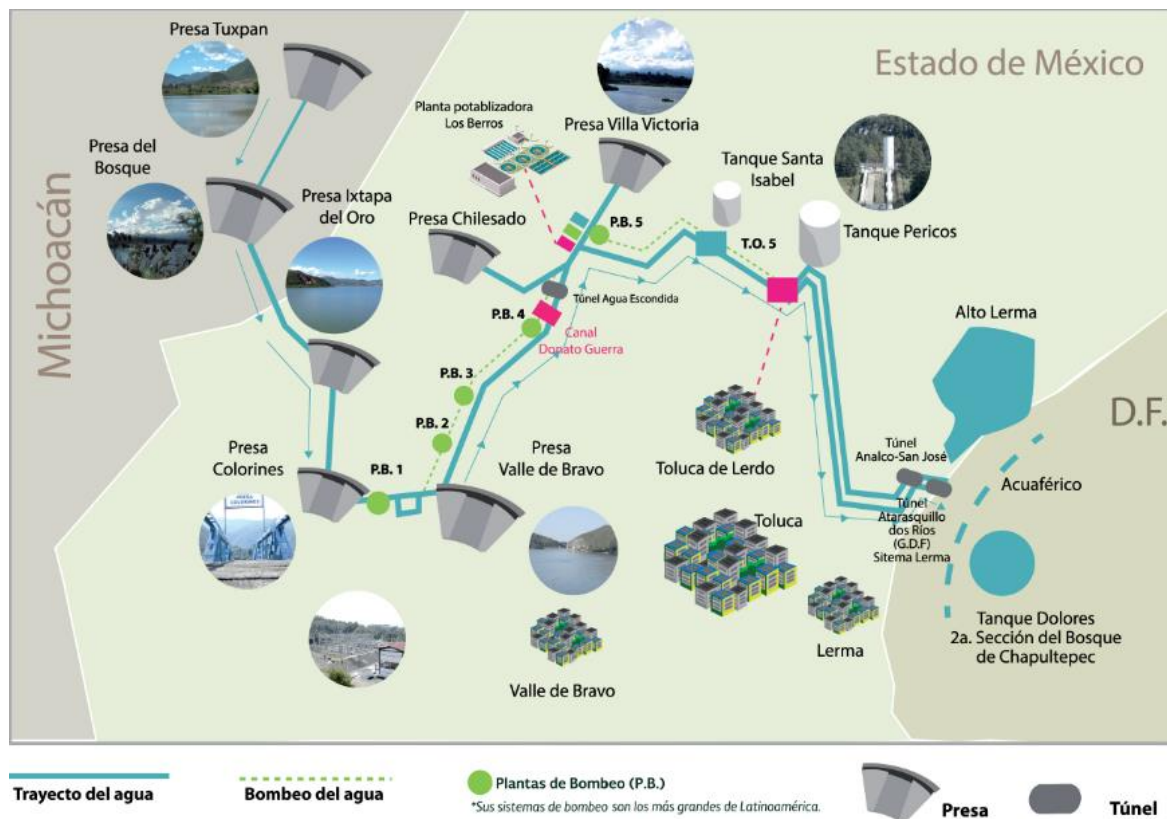 Presa Tuxpan
Estado de México
Planta potabilizadora
Los Berros
Presa Villa Victoria
Presa del
Bosque
Tanque Santa
Isabel
Presa Ixtapa
del Oro
Presa Chilesado
P.B. 5
T.O. 5
Tanque Pericos
Michoacán
Túnel Agua Escondida
P.B. 4
Canal
Donato Guerra
Alto Lerma
P.B. 3
D.F.
P.B. 2
Presa
Colorines
P.B. 1
Presa
Valle de Bravo
Toluca de Lerdo
Túnel
Analco-San José
Acuaférico
Túnel
Atarasquillo
dos Ríos
(G.D.F)
Sitema Lerma
Toluca
Tanque Dolores
2a. Sección del Bosque
de Chapultepec
Lerma
Valle de Bravo
Trayecto del agua
Bombeo del agua
Plantas de Bombeo (P.B.)
*Sus sistemas de bombeo son los más grandes de Latinoamérica.
Presa
Túnel